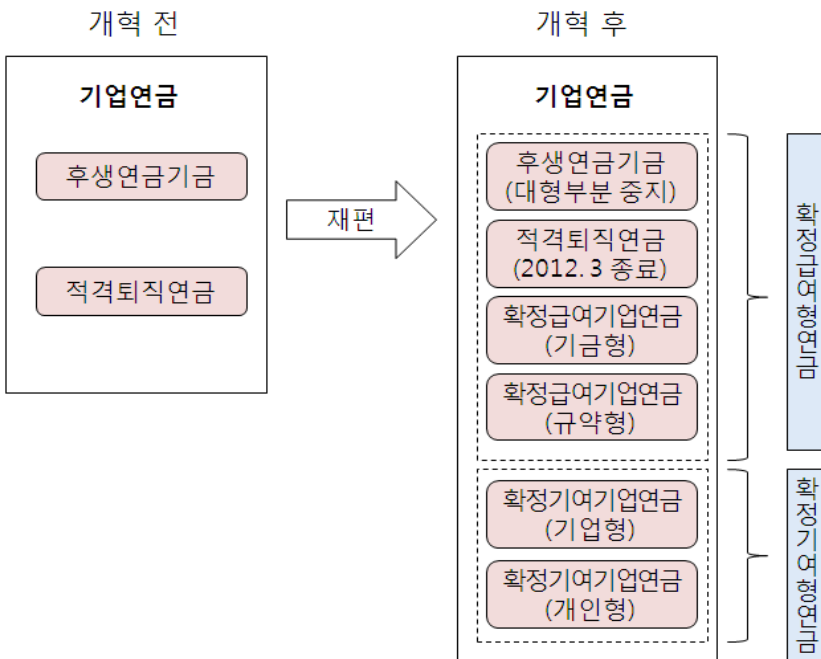 개혁 전
기업연금
후생연금기금
적격퇴직연금
재편
개혁 후
기업연금
후생연금기금
(대형부분 중지)
적격퇴직연금
(2012. 3 종료)
확정급여기업연금
(기금형)
확정급여기업연금
(규약형)
확정기여기업연금
(기업형)
확정기여기업연금
(개인형)
확정급여형연금
확정기여형연금